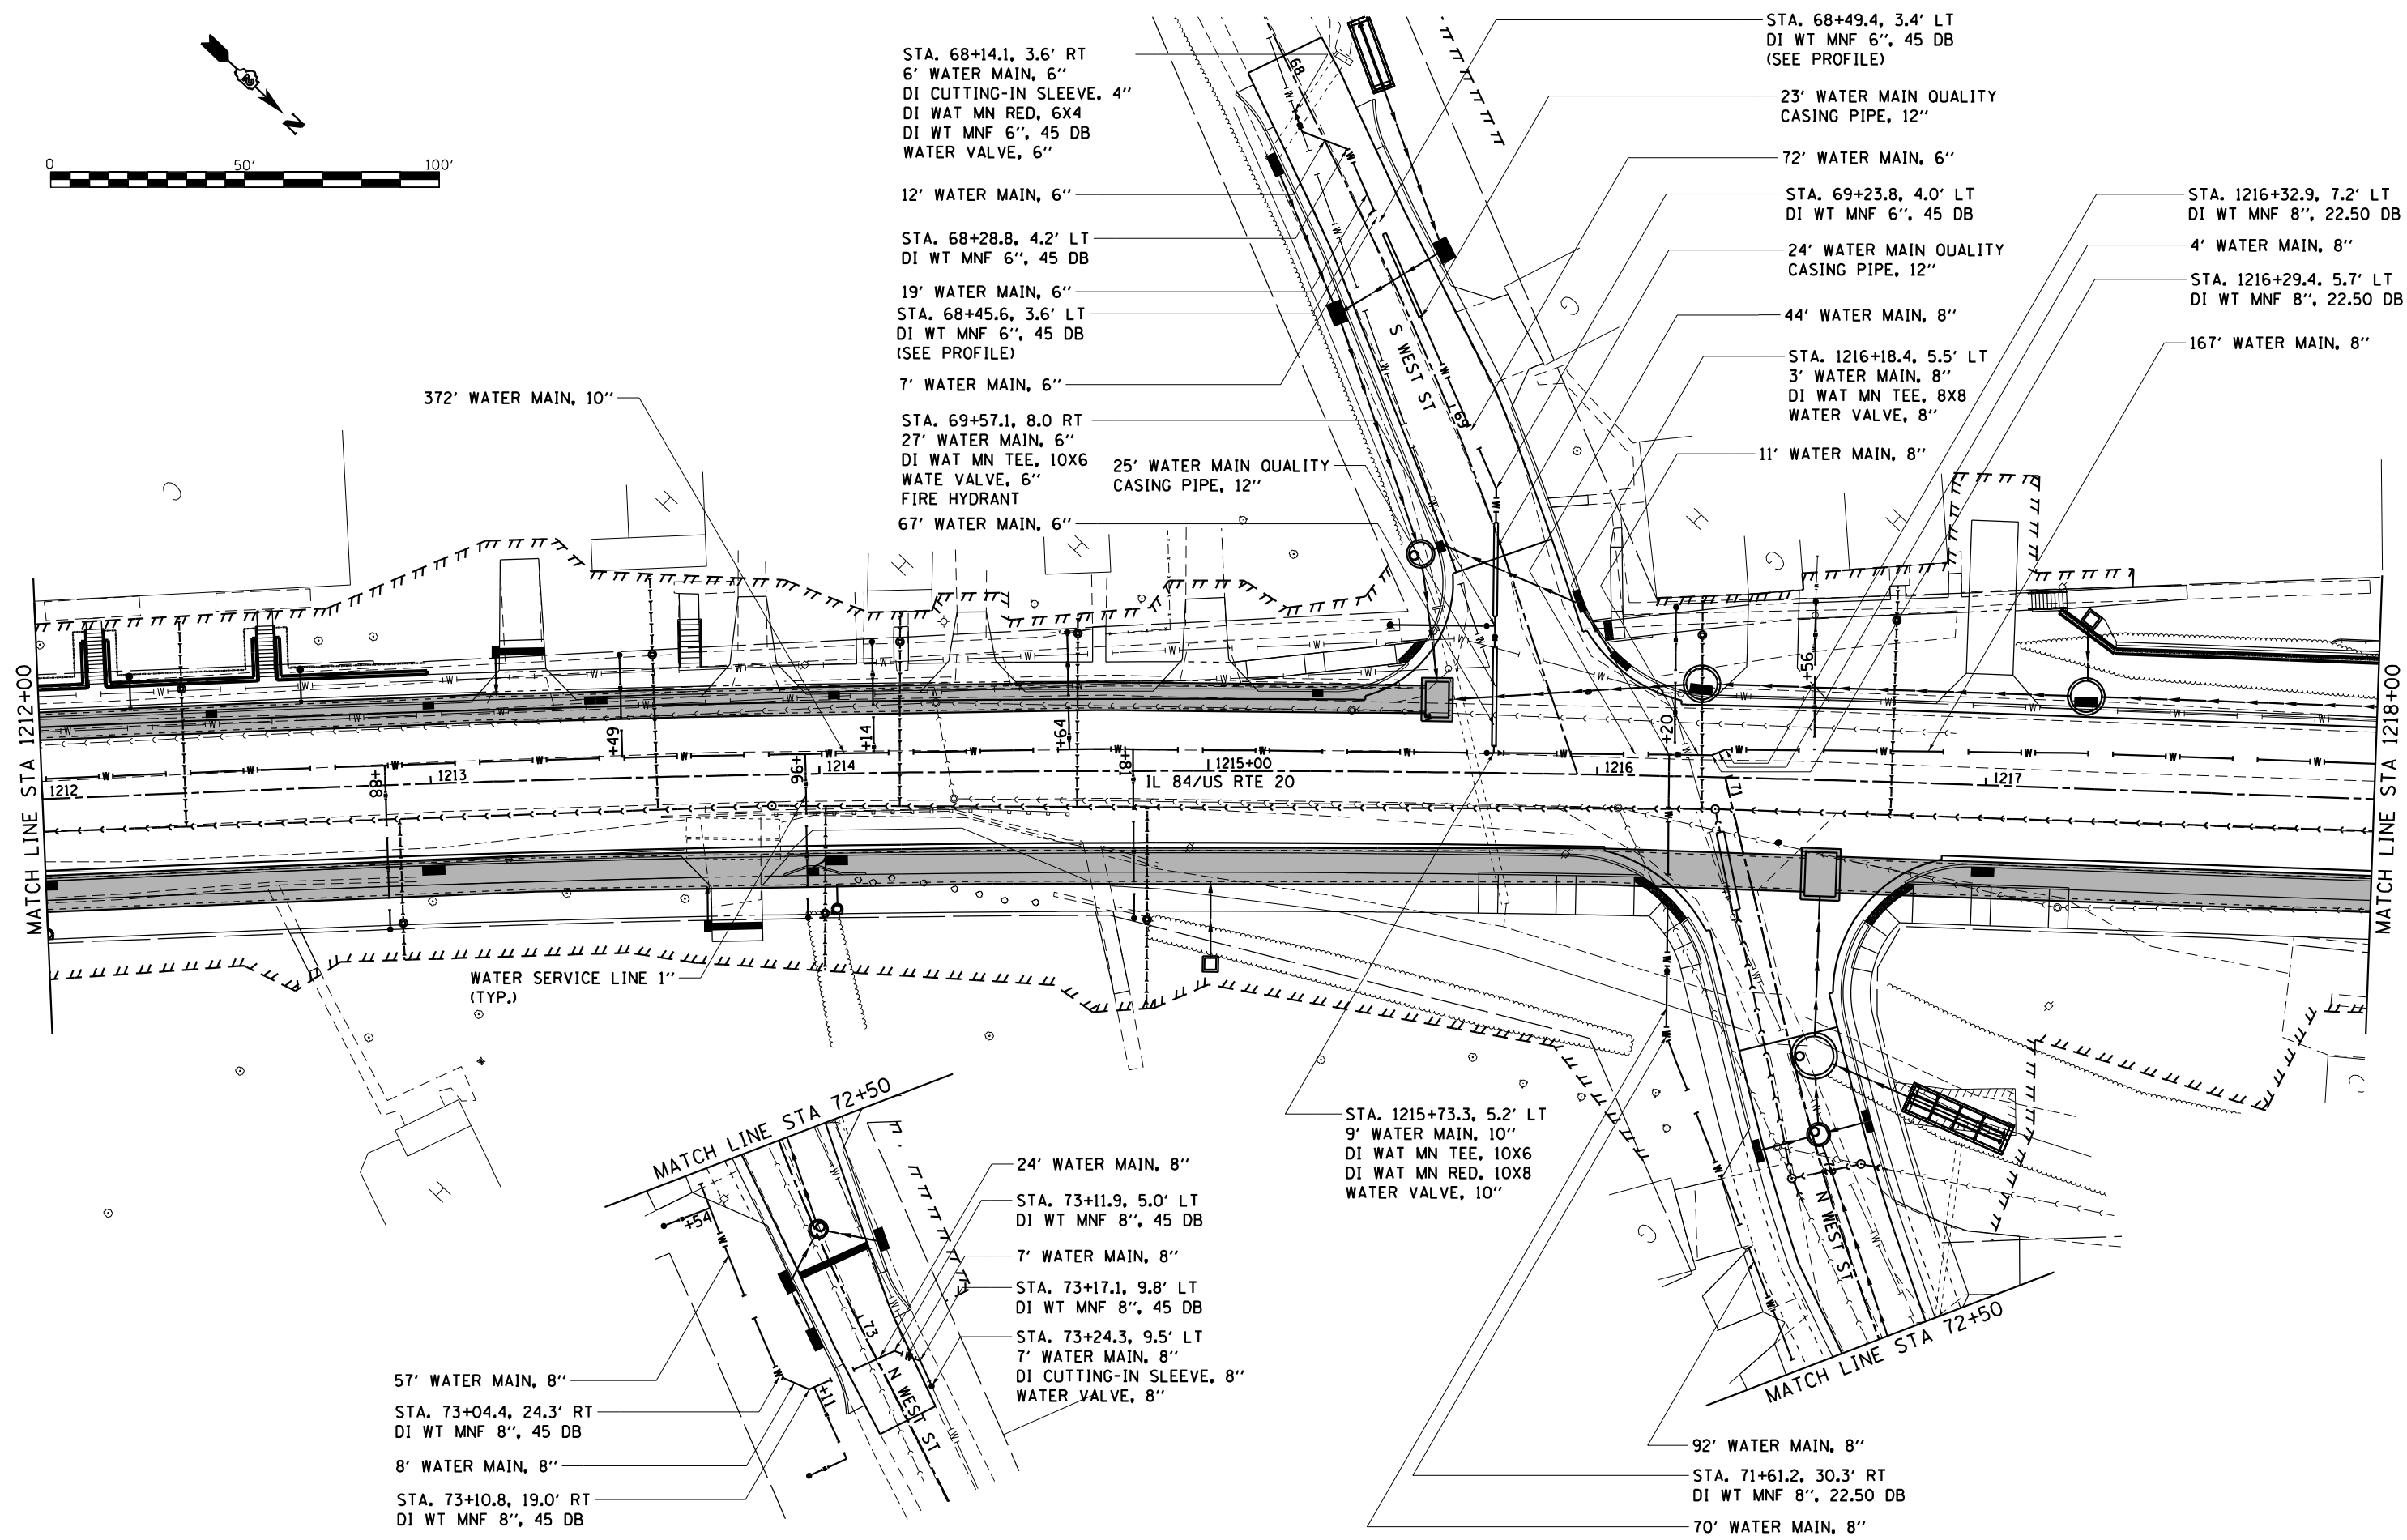 N
0 50' 100'
STA. 68+14.1, 3.6' RT
6' WATER MAIN, 6''
DI CUTTING-IN SLEEVE, 4''
DI WAT MN RED, 6X4
DI WT MNF 6'', 45 DB
WATER VALVE, 6''
12' WATER MAIN, 6''
STA. 68+28.8, 4.2' LT
DI WT MNF 6'', 45 DB
19' WATER MAIN, 6''
STA. 68+45.6, 3.6' LT
DI WT MNF 6'', 45 DB
(SEE PROFILE)
7' WATER MAIN, 6''
STA. 69+57.1, 8.0 RT
27' WATER MAIN, 6''
DI WAT MN TEE, 10X6
WATE VALVE, 6''
FIRE HYDRANT
67' WATER MAIN, 6''
25' WATER MAIN QUALITY
CASING PIPE, 12''
372' WATER MAIN, 10''
STA. 68+49.4, 3.4' LT
DI WT MNF 6'', 45 DB
(SEE PROFILE)
23' WATER MAIN QUALITY
CASING PIPE, 12''
72' WATER MAIN, 6''
STA. 69+23.8, 4.0' LT
DI WT MNF 6'', 45 DB
24' WATER MAIN QUALITY
CASING PIPE, 12''
44' WATER MAIN, 8''
STA. 1216+18.4, 5.5' LT
3' WATER MAIN, 8''
DI WAT MN TEE, 8X8
WATER VALVE, 8''
11' WATER MAIN, 8''
STA. 1216+32.9, 7.2' LT
DI WT MNF 8'', 22.50 DB
4' WATER MAIN, 8''
STA. 1216+29.4. 5.7' LT
DI WT MNF 8'', 22.50 DB
167' WATER MAIN, 8''
68
S WEST ST
69
C
H
H
H
G
H
G
H
MATCH LINE STA 1212+00
MATCH LINE STA 1218+00
+49
+14
+64
+20
+56
+88
+96
+8
1212
1213
1214
1215+00
1216
1217
IL 84/US RTE 20
71
WATER SERVICE LINE 1''
(TYP.)
H
G
MATCH LINE STA 72+50
+54
73
N WEST ST
+11
24' WATER MAIN, 8''
STA. 73+11.9, 5.0' LT
DI WT MNF 8'', 45 DB
7' WATER MAIN, 8''
STA. 73+17.1, 9.8' LT
DI WT MNF 8'', 45 DB
STA. 73+24.3, 9.5' LT
7' WATER MAIN, 8''
DI CUTTING-IN SLEEVE, 8''
WATER VALVE, 8''
57' WATER MAIN, 8''
STA. 73+04.4, 24.3' RT
DI WT MNF 8'', 45 DB
8' WATER MAIN, 8''
STA. 73+10.8, 19.0' RT
DI WT MNF 8'', 45 DB
STA. 1215+73.3, 5.2' LT
9' WATER MAIN, 10''
DI WAT MN TEE, 10X6
DI WAT MN RED, 10X8
WATER VALVE, 10''
72
N WEST ST
MATCH LINE STA 72+50
92' WATER MAIN, 8''
STA. 71+61.2, 30.3' RT
DI WT MNF 8'', 22.50 DB
70' WATER MAIN, 8''